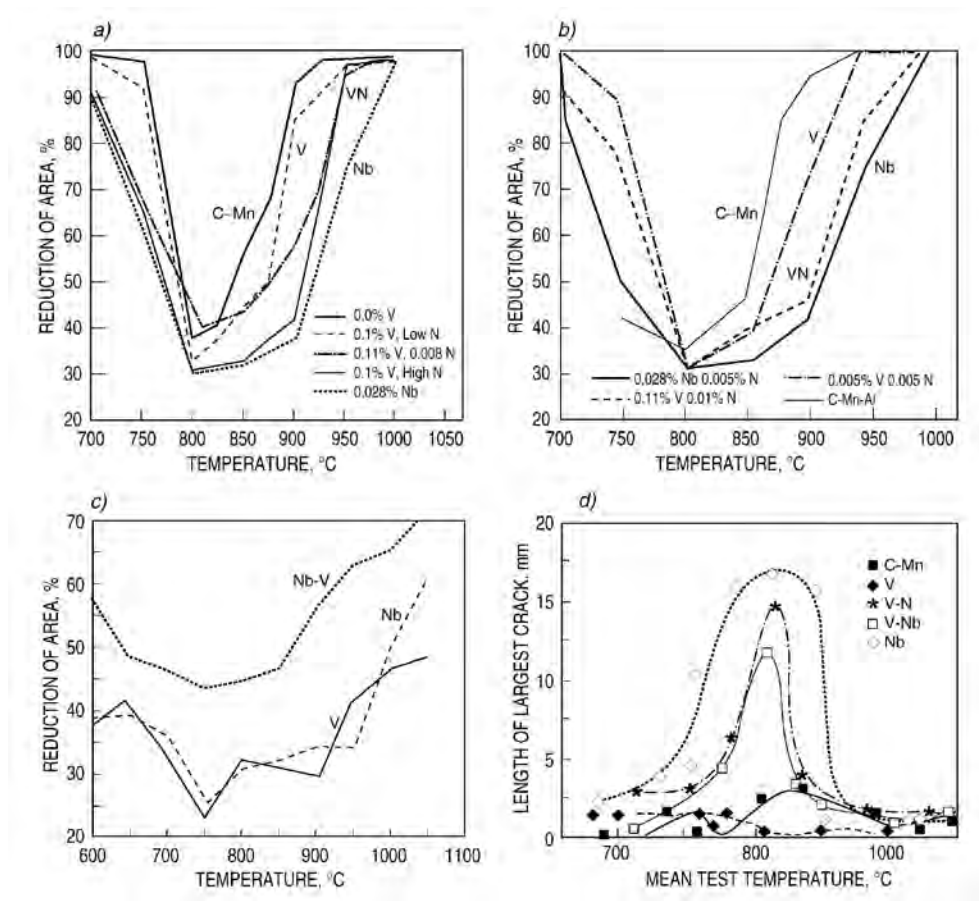 a)
100
90
80
70
60
50
40
30
20
REDUCTION OF AREA, %
700 750 800 850 900 950 1000 1050
TEMPERATURE, °C
C–Mn
V
VN
Nb
0.0% V
0.1% V, Low N
0.11% V, 0.008 N
0.1% V, High N
0.028% Nb
b)
100
90
80
70
60
50
40
30
20
REDUCTION OF AREA, %
700 750 800 850 900 950 1000
TEMPERATURE, °C
C–Mn
V
VN
Nb
0.028% Nb 0.005% N
0.11% V 0.01% N
0.005% V 0.005 N
C-Mn-Al
c)
70
60
50
40
30
20
REDUCTION OF AREA, %
600 700 800 900 1000 1100
TEMPERATURE, °C
Nb-V
Nb
V
d)
20
15
10
5
0
LENGTH OF LARGEST CRACK, mm
700 800 1000
MEAN TEST TEMPERATURE, °C
C-Mn
V
V-N
V-Nb
Nb